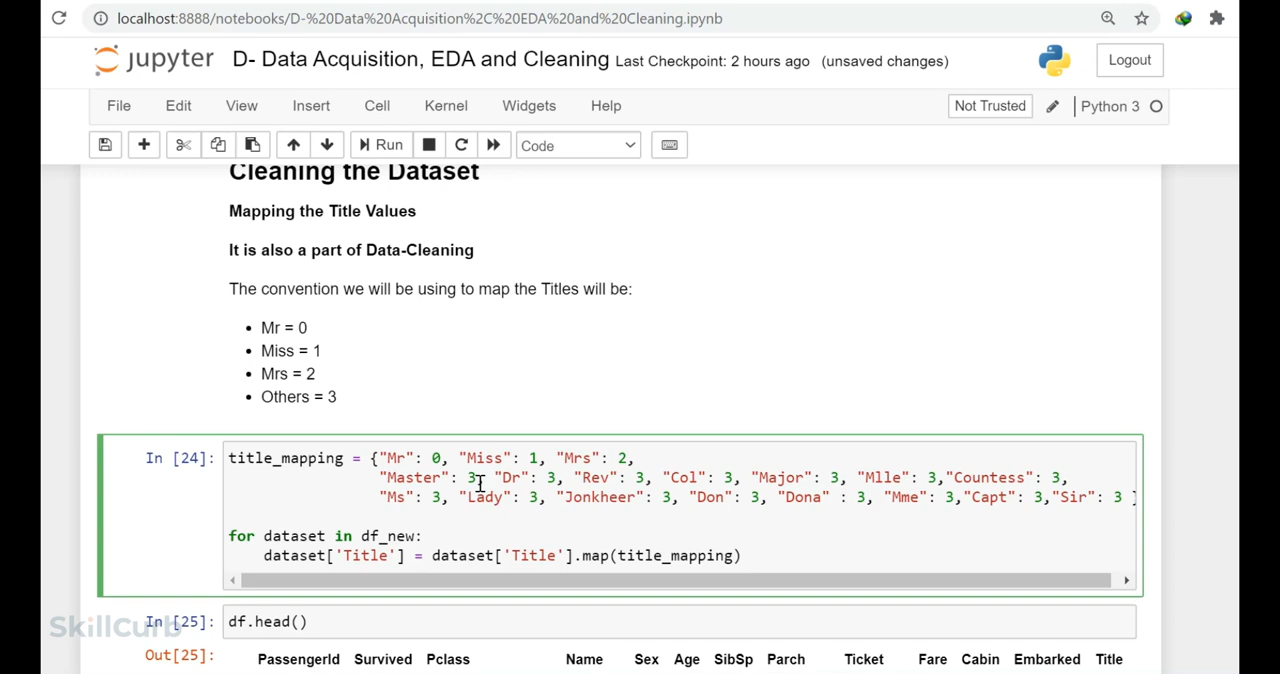 localhost:8888/notebooks/D-%20Data%20Acquisition%2C%20EDA%20and%20Cleaning.ipynb
jupyter D- Data Acquisition, EDA and Cleaning Last Checkpoint: 2 hours ago (unsaved changes) Logout
File Edit View Insert Cell Kernel Widgets Help Not Trusted Python 3
Run Code
Cleaning the Dataset
Mapping the Title Values
It is also a part of Data-Cleaning
The convention we will be using to map the Titles will be:
• Mr = 0
• Miss = 1
• Mrs = 2
• Others = 3
In [24]: title_mapping = {"Mr": 0, "Miss": 1, "Mrs": 2,
"Master": 3, "Dr": 3, "Rev": 3, "Col": 3, "Major": 3, "Mlle": 3,"Countess": 3,
"Ms": 3, "Lady": 3, "Jonkheer": 3, "Don": 3, "Dona" : 3, "Mme": 3,"Capt": 3,"Sir": 3 }
for dataset in df_new:
dataset['Title'] = dataset['Title'].map(title_mapping)
In [25]: df.head()
SkillCurb
Out[25]: PassengerId Survived Pclass Name Sex Age SibSp Parch Ticket Fare Cabin Embarked Title